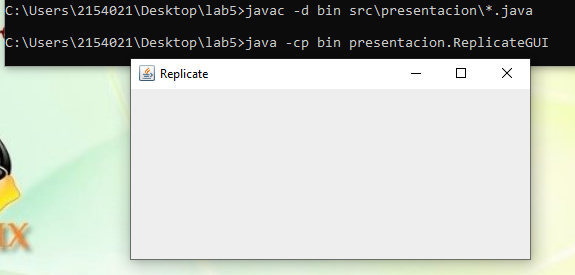 C:\Users\2154021\Desktop\lab5>javac -d bin src\presentacion\*.java
C:\Users\2154021\Desktop\lab5>java -cp bin presentacion.ReplicateGUI
Replicate
IX